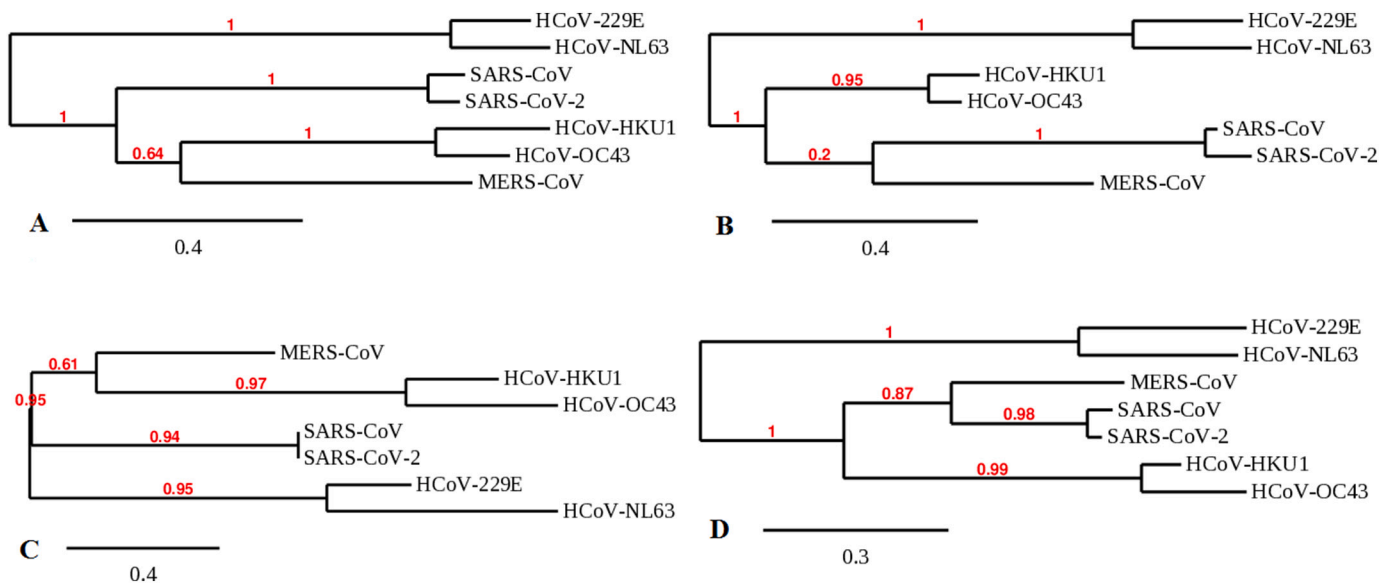 1
HCoV-229E
HCoV-NL63
1
SARS-CoV
SARS-CoV-2
1
1
HCoV-HKU1
HCoV-OC43
0.64
MERS-CoV
A
0.4
1
HCoV-229E
HCoV-NL63
0.95
HCoV-HKU1
HCoV-OC43
1
1
SARS-CoV
SARS-CoV-2
0.2
MERS-CoV
B
0.4
0.61
MERS-CoV
0.97
HCoV-HKU1
HCoV-OC43
0.95
0.94
SARS-CoV
SARS-CoV-2
0.95
HCoV-229E
HCoV-NL63
C
0.4
1
HCoV-229E
HCoV-NL63
0.87
MERS-CoV
0.98
SARS-CoV
SARS-CoV-2
1
0.99
HCoV-HKU1
HCoV-OC43
D
0.3